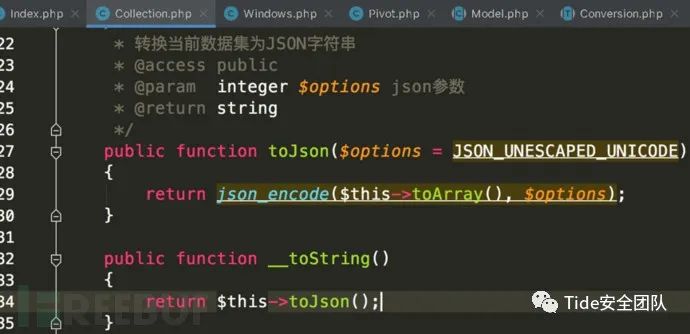 Index.php × Collection.php × Windows.php × Pivot.php × Model.php × Conversion.php ×
22 * 转换当前数据集为JSON字符串
23 * @access public
24 * @param integer $options json参数
25 * @return string
26 */
27 public function toJson($options = JSON_UNESCAPED_UNICODE)
28 {
29 return json_encode($this->toArray(), $options);
30 }
31
32 public function __toString()
33 {
34 return $this->toJson();
35 }
FREEBUF
Tide安全团队